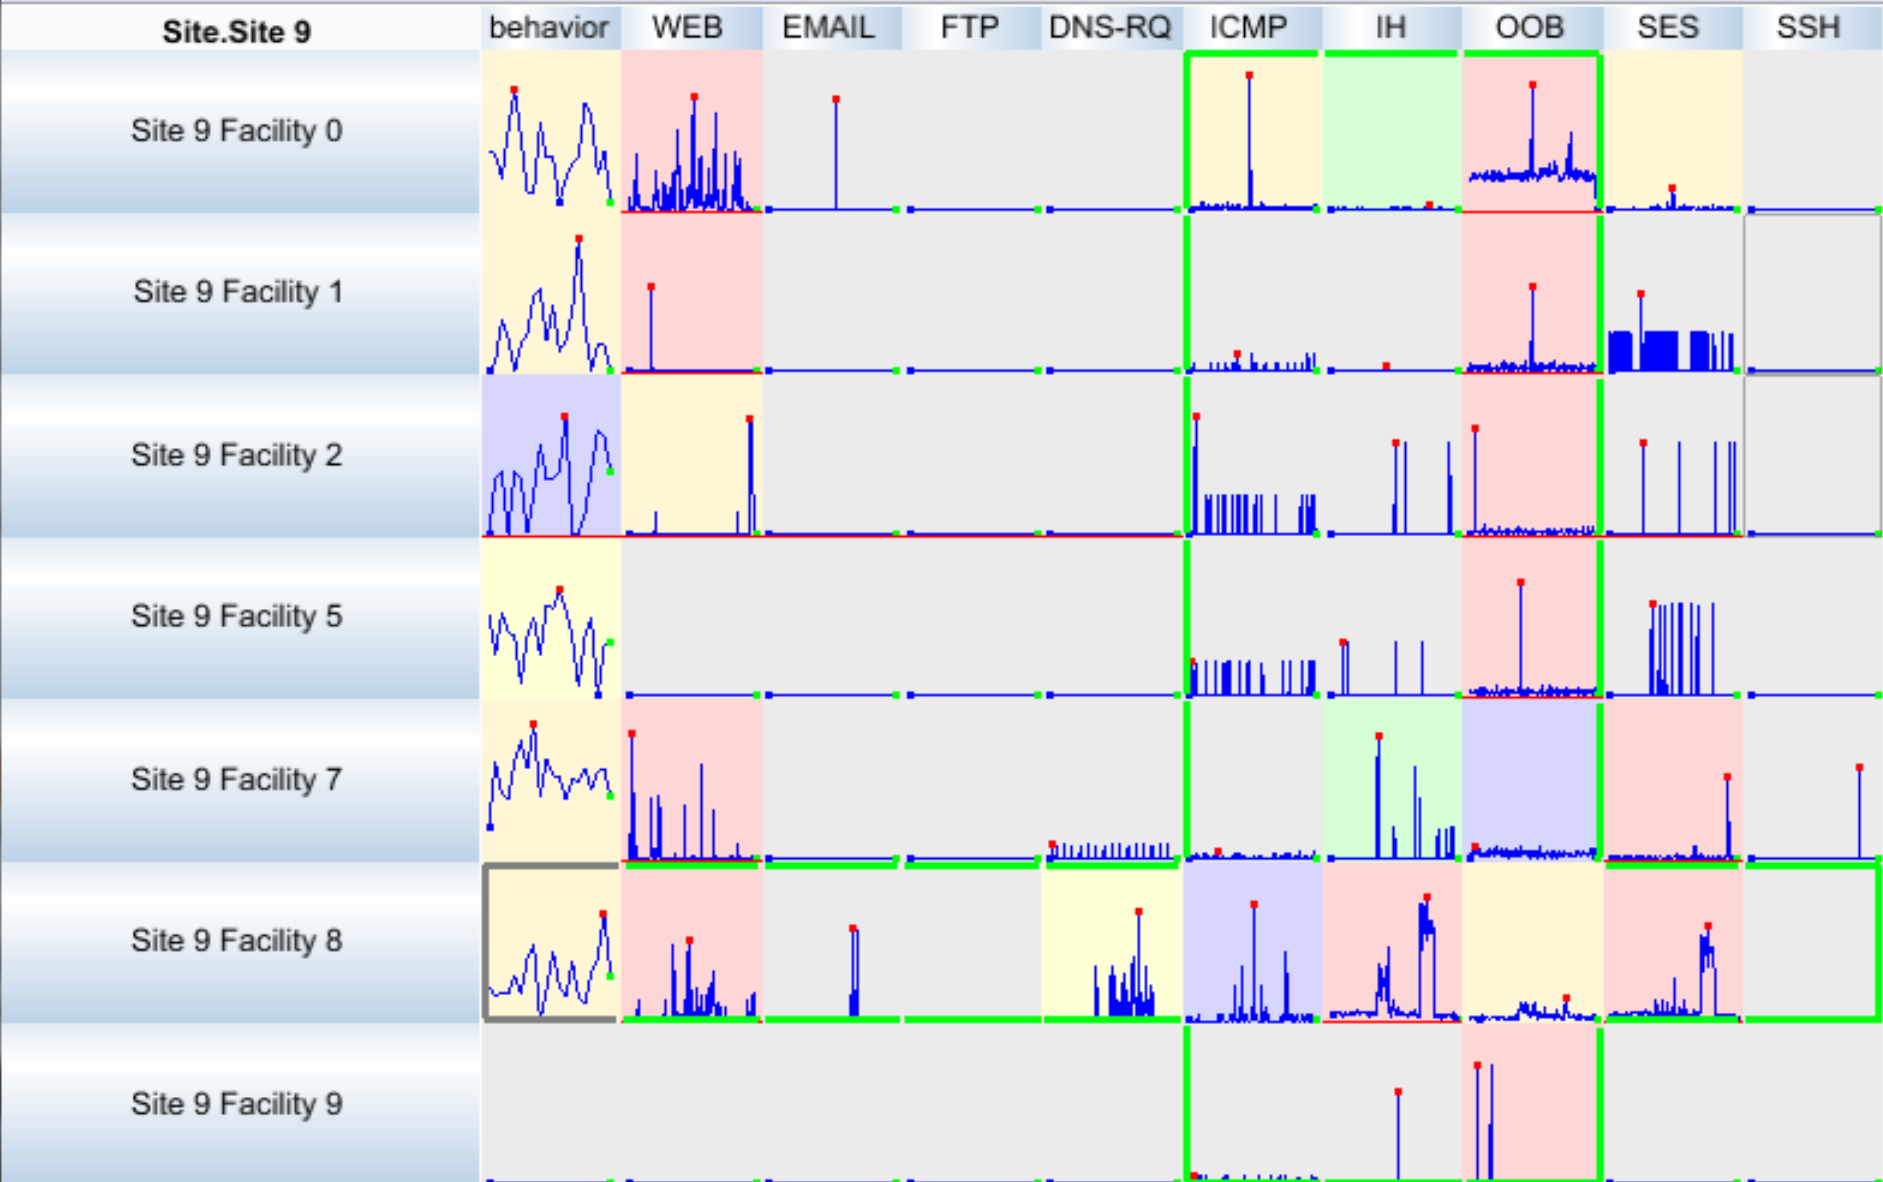 Site.Site 9 behavior WEB EMAIL FTP DNS-RQ ICMP IH OOB SES SSH
Site 9 Facility 0
Site 9 Facility 1
Site 9 Facility 2
Site 9 Facility 5
Site 9 Facility 7
Site 9 Facility 8
Site 9 Facility 9